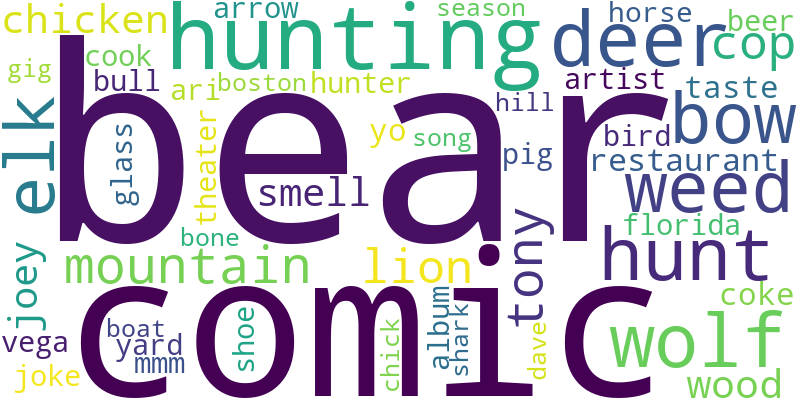 chicken
arrow
season
horse
beer
hunting
deer
cop
cook
gig
bull
ari
boston
hunter
artist
taste
bear
elk
glass
theater
smell
yo
song
hill
pig
bird
bow
restaurant
weed
joey
bone
mountain
lion
tony
florida
hunt
comic
vega
boat
yard
mmm
shoe
chick
album
shark
dave
coke
wolf
joke
wood